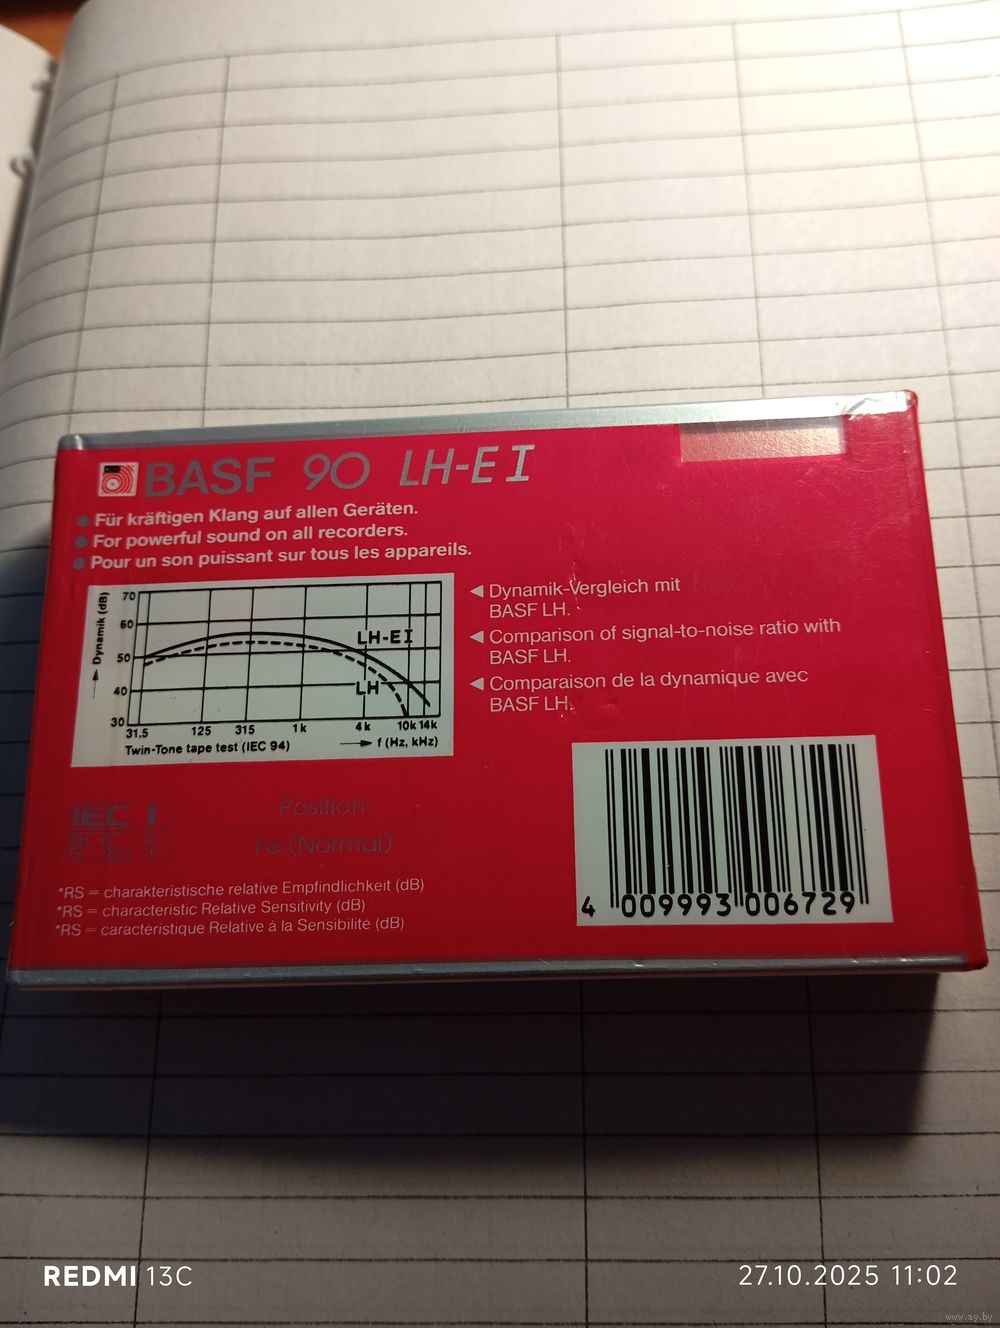 BASF 90 LH-E I
Für kräftigen Klang auf allen Geräten.
For powerful sound on all recorders.
Pour un son puissant sur tous les appareils.
Dynamik (dB)
70
60
50
40
30
LH-E I
LH
31.5 125 315 1k 4k 10k 14k
Twin-Tone tape test (IEC 94) f (Hz, kHz)
◄ Dynamik-Vergleich mit
BASF LH.
◄ Comparison of signal-to-noise ratio with
BASF LH.
◄ Comparaison de la dynamique avec
BASF LH.
IEC I
Position:
Fe (Normal)
*RS = charakteristische relative Empfindlichkeit (dB)
*RS = characteristic Relative Sensitivity (dB)
*RS = caractéristique Relative à la Sensibilité (dB)
4 009993 006729
REDMI 13C
27.10.2025 11:02
www.ay.by